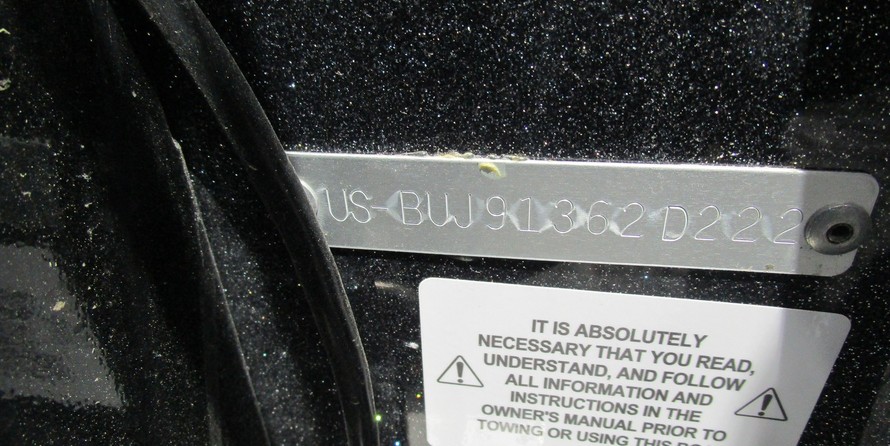 US-BUJ91362D222
IT IS ABSOLUTELY
NECESSARY THAT YOU READ,
UNDERSTAND, AND FOLLOW
ALL INFORMATION AND
INSTRUCTIONS IN THE
OWNER'S MANUAL PRIOR TO
TOWING OR USING THIS